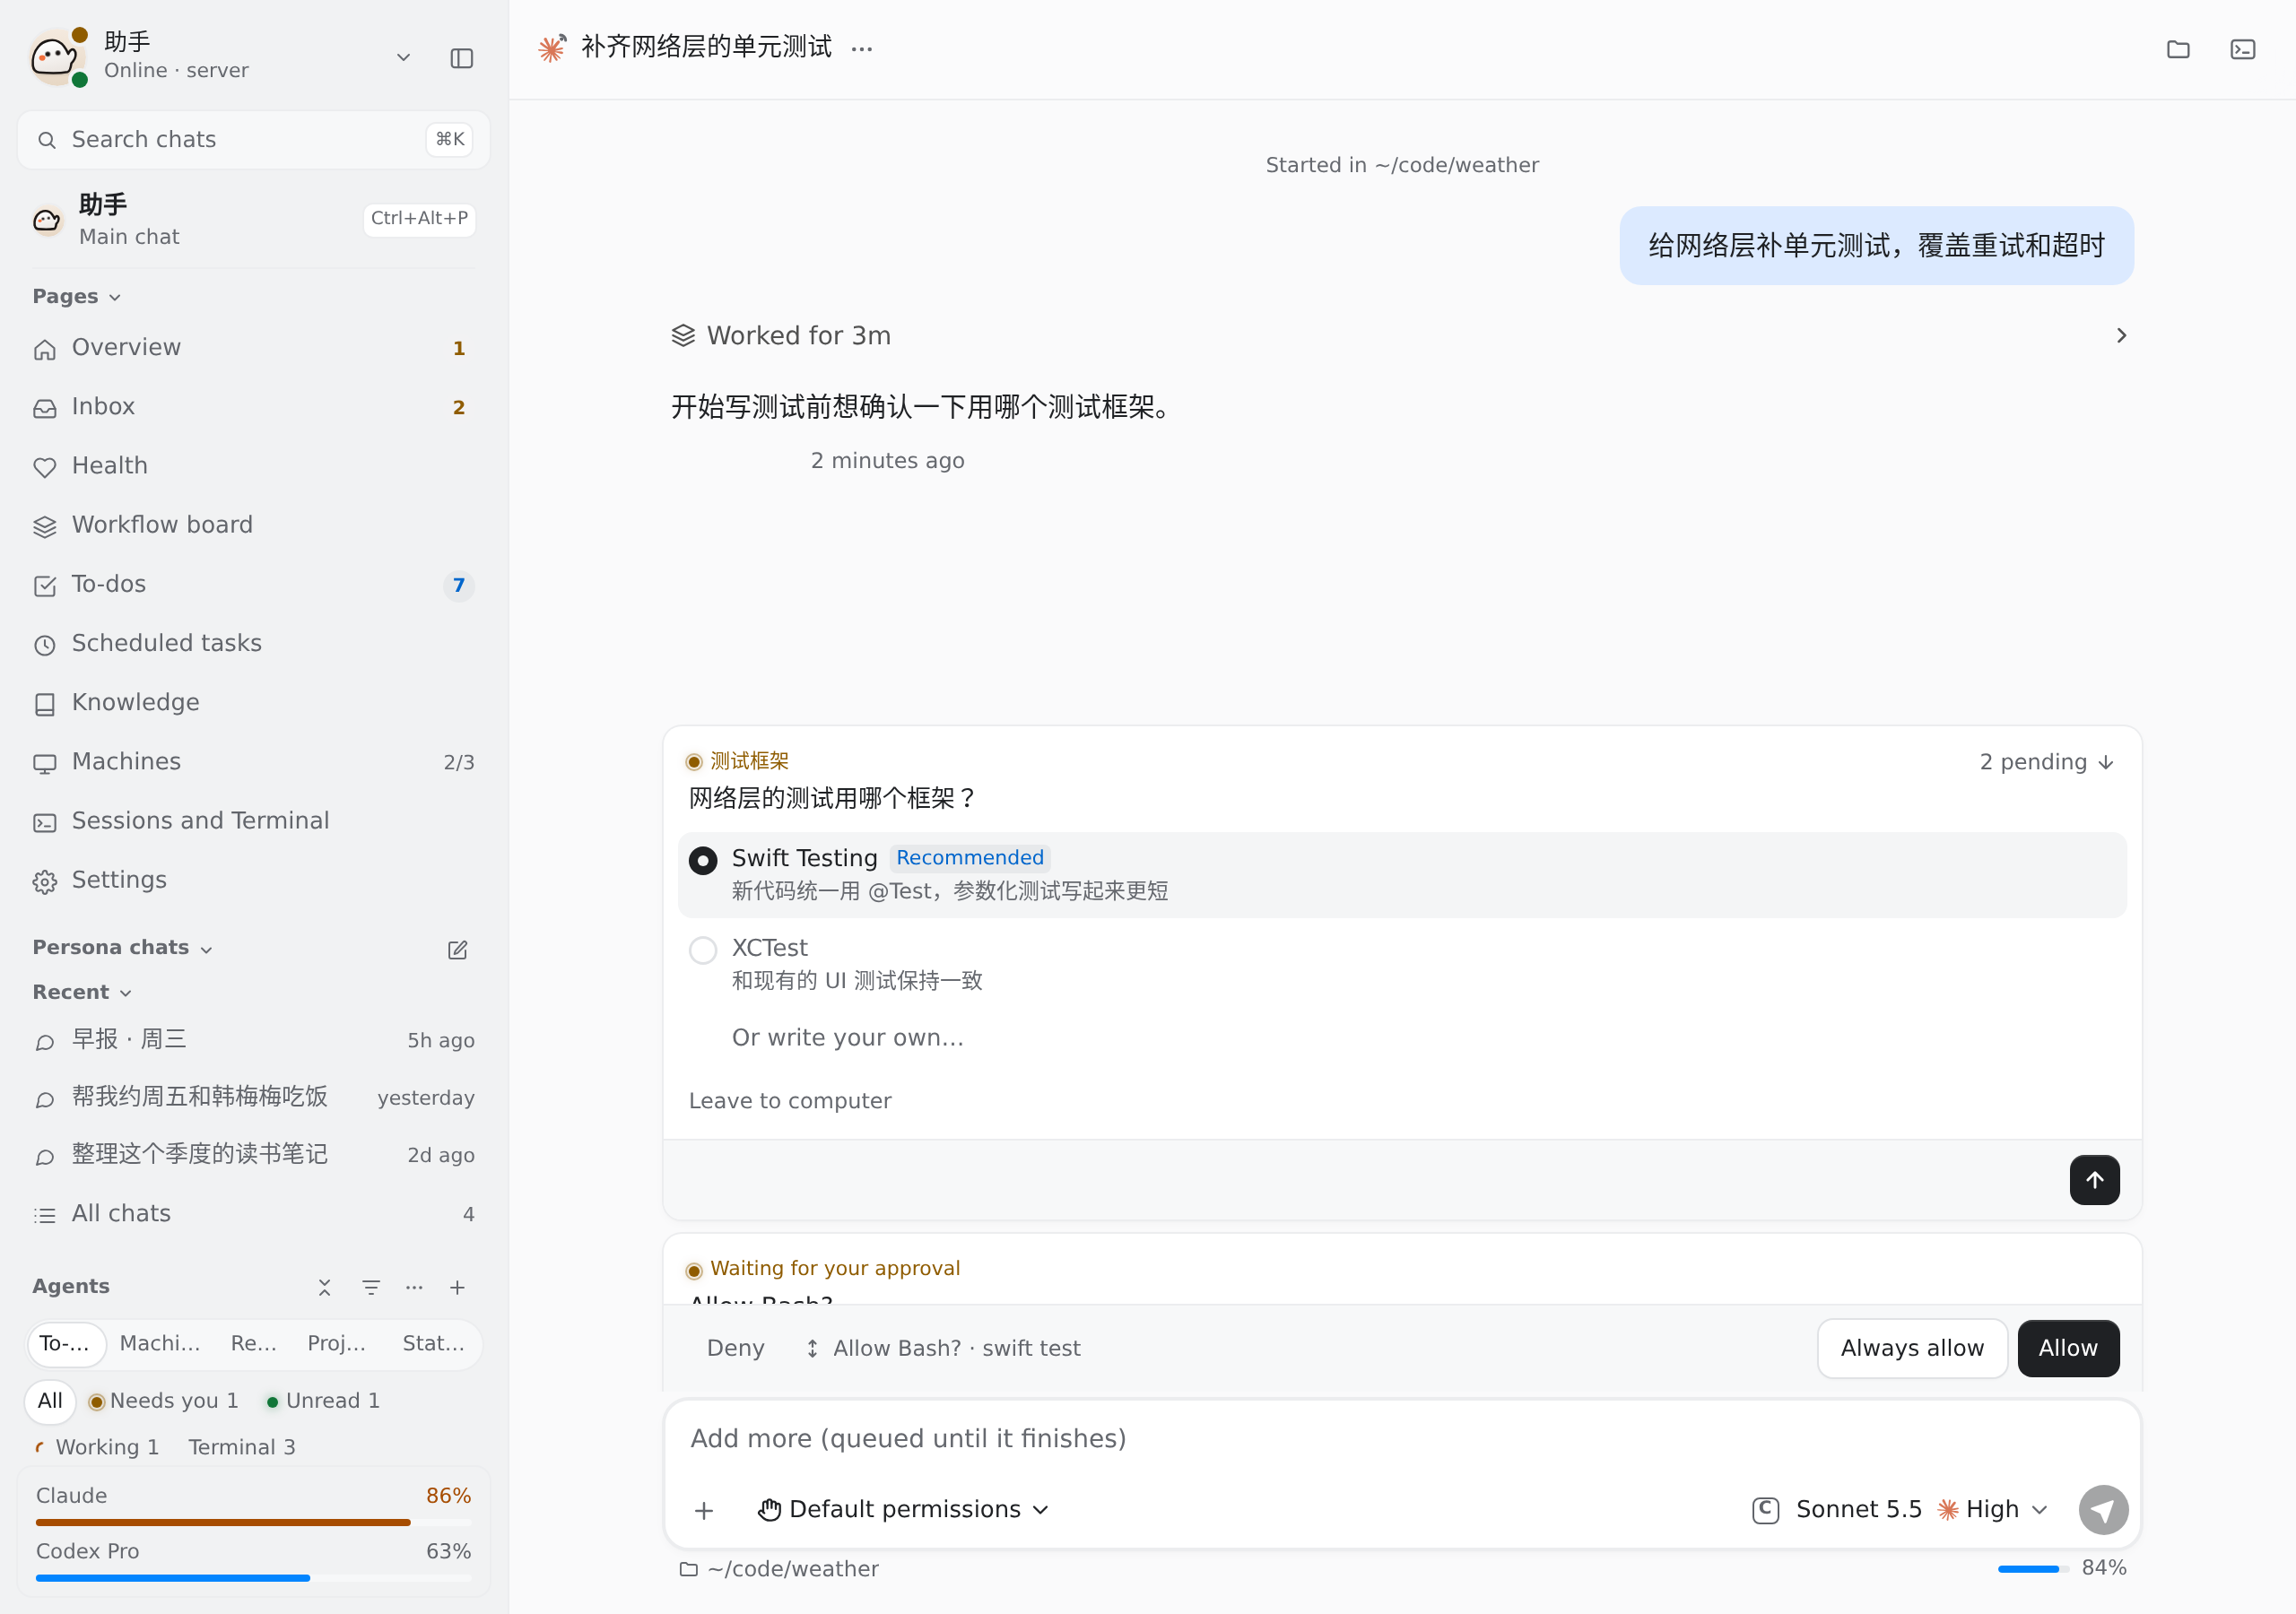 助手
Online · server
Search chats
⌘K
助手
Main chat
Ctrl+Alt+P
Pages
Overview
1
Inbox
2
Health
Workflow board
To-dos
7
Scheduled tasks
Knowledge
Machines
2/3
Sessions and Terminal
Settings
Persona chats
Recent
早报 · 周三
5h ago
帮我约周五和韩梅梅吃饭
yesterday
整理这个季度的读书笔记
2d ago
All chats
4
Agents
To-…
Machi…
Re…
Proj…
Stat…
All
Needs you 1
Unread 1
Working 1
Terminal 3
Claude
86%
Codex Pro
63%
补齐网络层的单元测试
Started in ~/code/weather
给网络层补单元测试，覆盖重试和超时
Worked for 3m
开始写测试前想确认一下用哪个测试框架。
2 minutes ago
测试框架
2 pending
网络层的测试用哪个框架？
Swift Testing
Recommended
新代码统一用 @Test，参数化测试写起来更短
XCTest
和现有的 UI 测试保持一致
Or write your own…
Leave to computer
Waiting for your approval
Allow Bash?
Deny
Allow Bash? · swift test
Always allow
Allow
Add more (queued until it finishes)
Default permissions
C
Sonnet 5.5
High
~/code/weather
84%